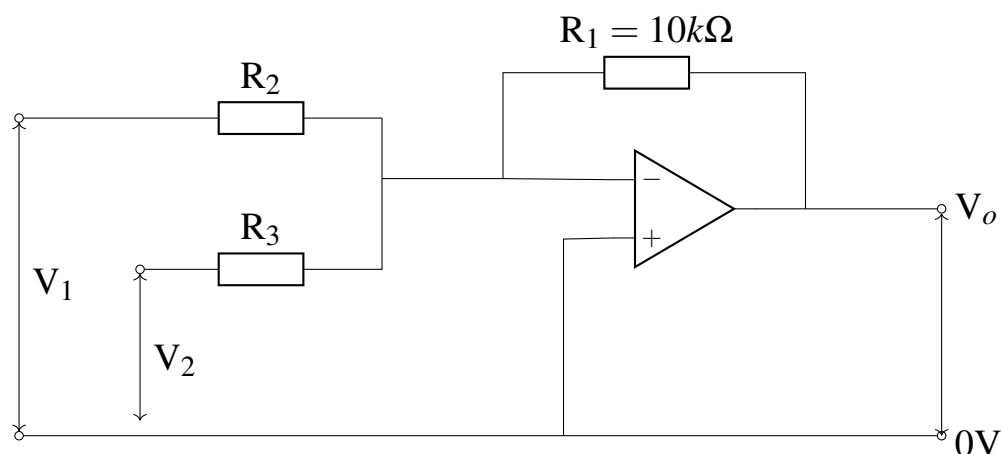 R₁ = 10kΩ
R₂
R₃
V₁
V₂
−
+
Vₒ
0V